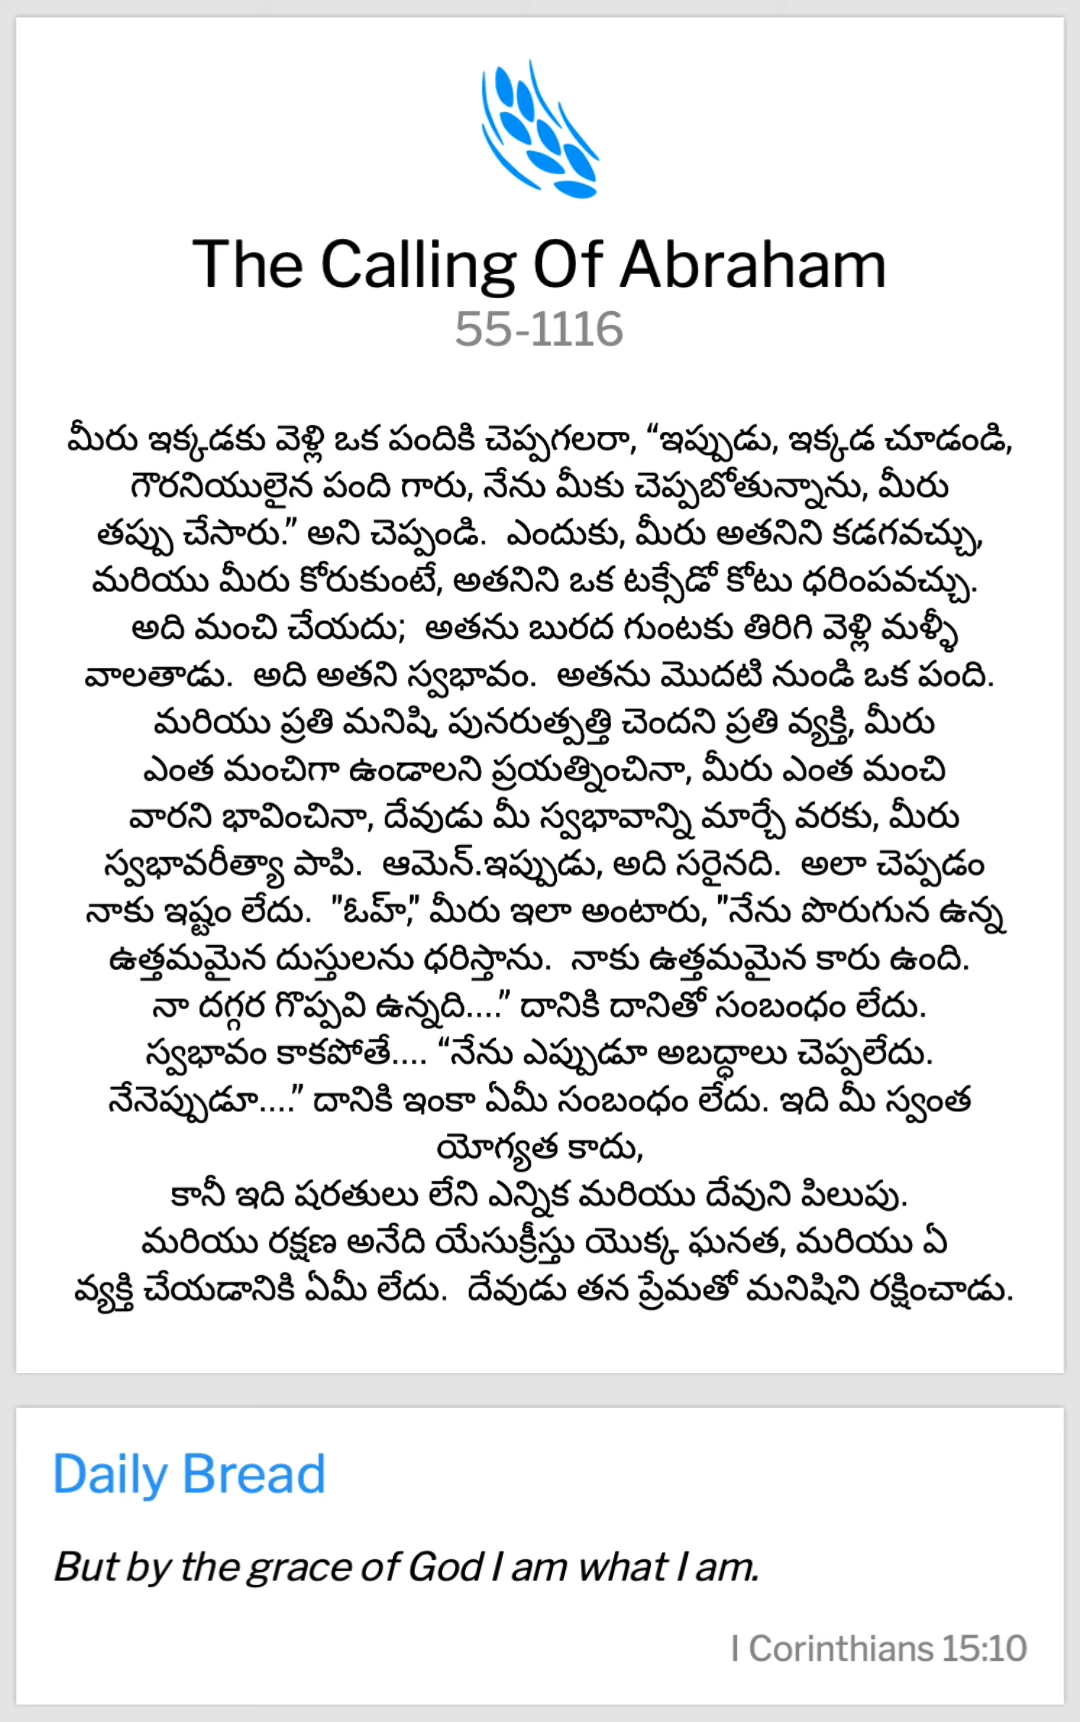 The Calling Of Abraham
55-1116
మీరు ఇక్కడకు వెళ్లి ఒక పందికి చెప్పగలరా, “ఇప్పుడు, ఇక్కడ చూడండి,
గౌరనియులైన పంది గారు, నేను మీకు చెప్పబోతున్నాను, మీరు
తప్పు చేసారు.” అని చెప్పండి.  ఎందుకు, మీరు అతనిని కడగవచ్చు,
మరియు మీరు కోరుకుంటే, అతనిని ఒక టక్సేడో కోటు ధరింపవచ్చు.
అది మంచి చేయదు;  అతను బురద గుంటకు తిరిగి వెళ్లి మళ్ళీ
వాలతాడు.  అది అతని స్వభావం.  అతను మొదటి నుండి ఒక పంది.
మరియు ప్రతి మనిషి, పునరుత్పత్తి చెందని ప్రతి వ్యక్తి, మీరు
ఎంత మంచిగా ఉండాలని ప్రయత్నించినా, మీరు ఎంత మంచి
వారని భావించినా, దేవుడు మీ స్వభావాన్ని మార్చే వరకు, మీరు
స్వభావరీత్యా పాపి.  ఆమెన్.ఇప్పుడు, అది సరైనది.  అలా చెప్పడం
నాకు ఇష్టం లేదు.  "ఓహ్," మీరు ఇలా అంటారు, "నేను పొరుగున ఉన్న
ఉత్తమమైన దుస్తులను ధరిస్తాను.  నాకు ఉత్తమమైన కారు ఉంది.
నా దగ్గర గొప్పవి ఉన్నది....” దానికి దానితో సంబంధం లేదు.
స్వభావం కాకపోతే.... “నేను ఎప్పుడూ అబద్ధాలు చెప్పలేదు.
నేనెప్పుడూ....” దానికి ఇంకా ఏమీ సంబంధం లేదు. ఇది మీ స్వంత
యోగ్యత కాదు,
కానీ ఇది షరతులు లేని ఎన్నిక మరియు దేవుని పిలుపు.
మరియు రక్షణ అనేది యేసుక్రీస్తు యొక్క ఘనత, మరియు ఏ
వ్యక్తి చేయడానికి ఏమీ లేదు.  దేవుడు తన ప్రేమతో మనిషిని రక్షించాడు.
Daily Bread
But by the grace of God I am what I am.
I Corinthians 15:10